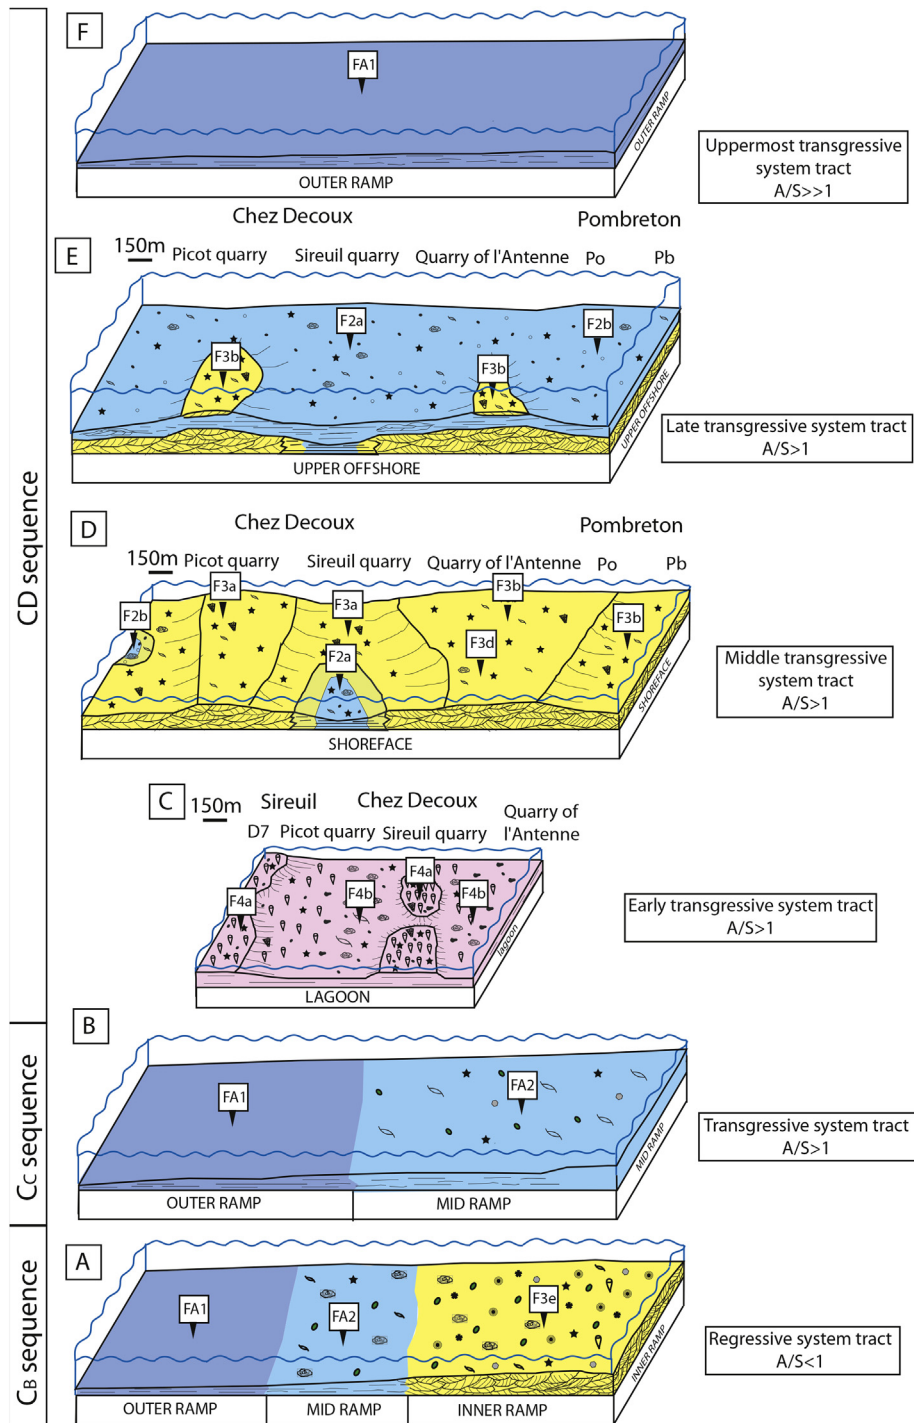 F
FA1
OUTER RAMP
OUTER RAMP
Uppermost transgressive
system tract
A/S>>1
Chez Decoux
Pombreton
E
150m
Picot quarry
Sireuil quarry
Quarry of l'Antenne
Po
Pb
F2a
F2b
F3b
F3b
UPPER OFFSHORE
UPPER OFFSHORE
Late transgressive system tract
A/S>1
CD sequence
D
Chez Decoux
Pombreton
150m
Picot quarry
Sireuil quarry
Quarry of l'Antenne
Po
Pb
F3a
F3b
F2b
F3a
F3b
F3d
F2a
SHOREFACE
SHOREFACE
Middle transgressive
system tract
A/S>1
C
150m
Sireuil
Chez Decoux
Quarry of
l'Antenne
D7
Picot quarry
Sireuil quarry
F4a
F4a
F4b
F4b
lagoon
LAGOON
Early transgressive system tract
A/S>1
B
CC sequence
FA1
FA2
MID RAMP
OUTER RAMP
MID RAMP
Transgressive system tract
A/S>1
A
CB sequence
FA1
FA2
F3e
INNER RAMP
OUTER RAMP
MID RAMP
INNER RAMP
Regressive system tract
A/S<1